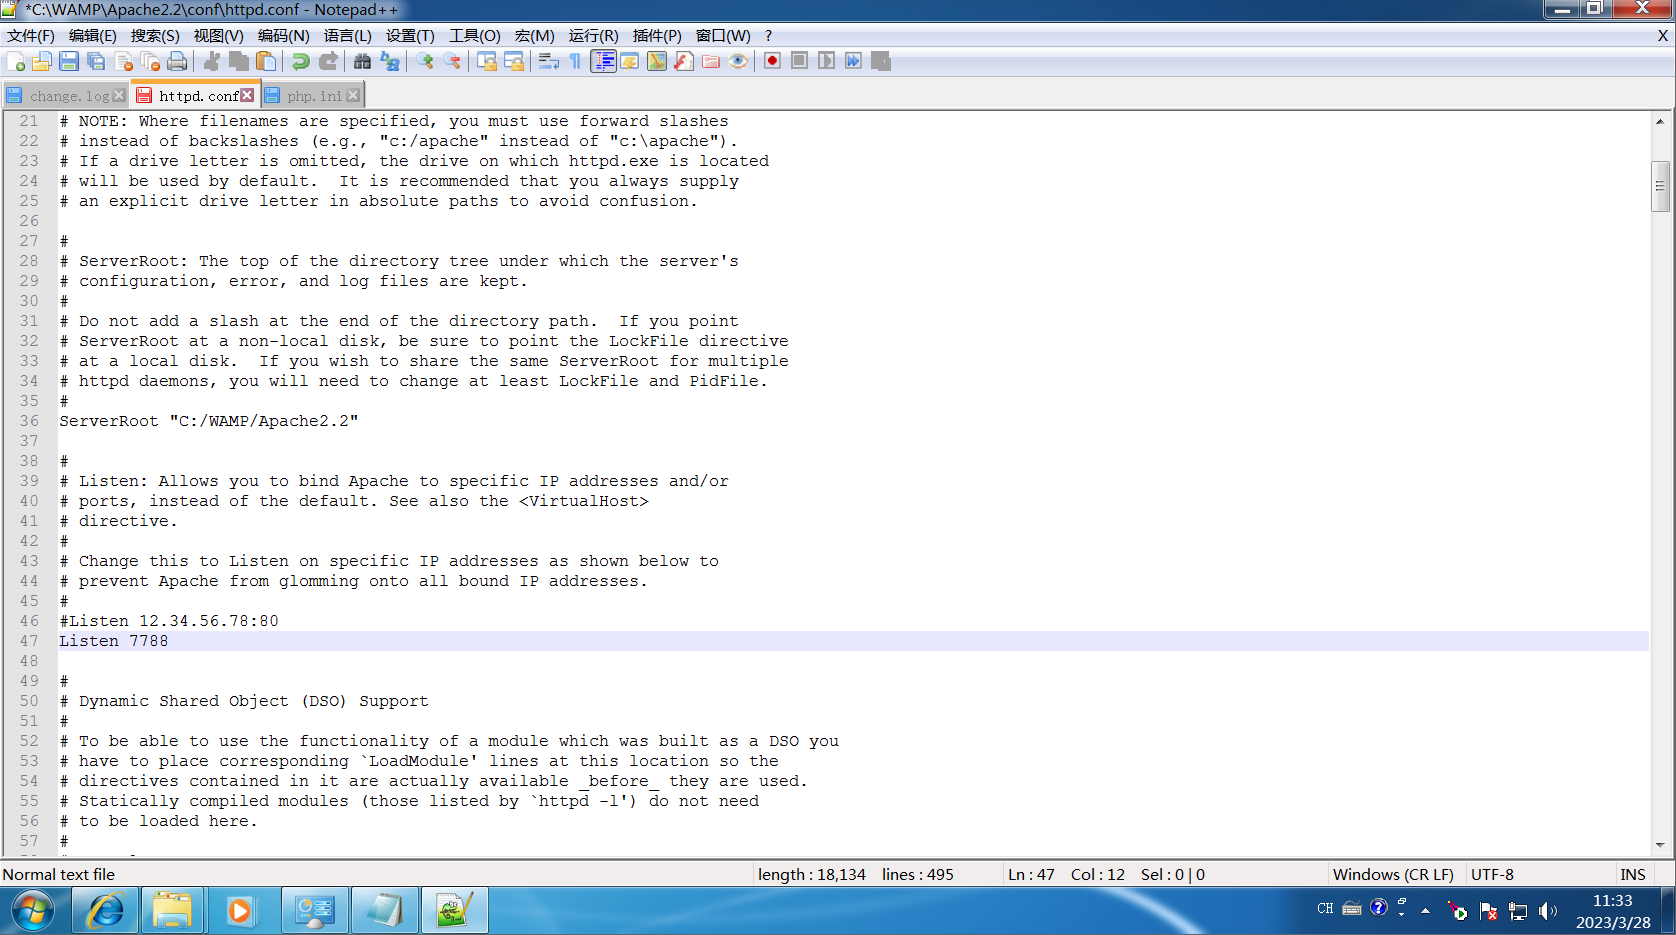 *C:\WAMP\Apache2.2\conf\httpd.conf - Notepad++
文件(F) 编辑(E) 搜索(S) 视图(V) 编码(N) 语言(L) 设置(T) 工具(O) 宏(M) 运行(R) 插件(P) 窗口(W) ? X
change.log httpd.conf php.ini
21 # NOTE: Where filenames are specified, you must use forward slashes
22 # instead of backslashes (e.g., "c:/apache" instead of "c:\apache").
23 # If a drive letter is omitted, the drive on which httpd.exe is located
24 # will be used by default.  It is recommended that you always supply
25 # an explicit drive letter in absolute paths to avoid confusion.
26
27 #
28 # ServerRoot: The top of the directory tree under which the server's
29 # configuration, error, and log files are kept.
30 #
31 # Do not add a slash at the end of the directory path.  If you point
32 # ServerRoot at a non-local disk, be sure to point the LockFile directive
33 # at a local disk.  If you wish to share the same ServerRoot for multiple
34 # httpd daemons, you will need to change at least LockFile and PidFile.
35 #
36 ServerRoot "C:/WAMP/Apache2.2"
37
38 #
39 # Listen: Allows you to bind Apache to specific IP addresses and/or
40 # ports, instead of the default. See also the <VirtualHost>
41 # directive.
42 #
43 # Change this to Listen on specific IP addresses as shown below to
44 # prevent Apache from glomming onto all bound IP addresses.
45 #
46 #Listen 12.34.56.78:80
47 Listen 7788
48
49 #
50 # Dynamic Shared Object (DSO) Support
51 #
52 # To be able to use the functionality of a module which was built as a DSO you
53 # have to place corresponding `LoadModule' lines at this location so the
54 # directives contained in it are actually available _before_ they are used.
55 # Statically compiled modules (those listed by `httpd -l') do not need
56 # to be loaded here.
57 #
Normal text file length : 18,134 lines : 495 Ln : 47 Col : 12 Sel : 0 | 0 Windows (CR LF) UTF-8 INS
CH 11:33
2023/3/28